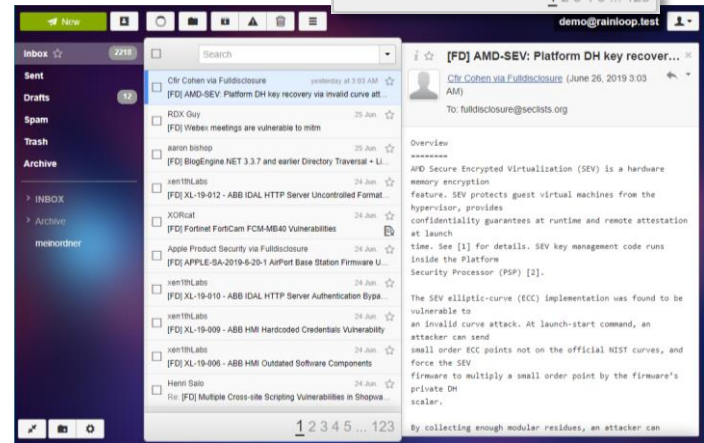 1 2 3 4 5 ... 123
New
demo@rainloop.test
Inbox 2218
Sent
Drafts 12
Spam
Trash
Archive
> INBOX
> Archive
meinordner
Search
Cfir Cohen via Fulldisclosure yesterday at 3:03 AM
[FD] AMD-SEV: Platform DH key recovery via invalid curve att...
RDX Guy 25 Jun.
[FD] Webex meetings are vulnerable to mitm
aaron bishop 25 Jun.
[FD] BlogEngine.NET 3.3.7 and earlier Directory Traversal + Li...
xen1thLabs 24 Jun.
[FD] XL-19-012 - ABB IDAL HTTP Server Uncontrolled Format...
XORcat 24 Jun.
[FD] Fortinet FortiCam FCM-MB40 Vulnerabilities
Apple Product Security via Fulldisclosure 24 Jun.
[FD] APPLE-SA-2019-6-20-1 AirPort Base Station Firmware U...
xen1thLabs 24 Jun.
[FD] XL-19-010 - ABB IDAL HTTP Server Authentication Bypa...
xen1thLabs 24 Jun.
[FD] XL-19-009 - ABB HMI Hardcoded Credentials Vulnerability
xen1thLabs 24 Jun.
[FD] XL-19-006 - ABB HMI Outdated Software Components
Henri Salo 24 Jun.
Re: [FD] Multiple Cross-site Scripting Vulnerabilities in Shopwa...
1 2 3 4 5 ... 123
[FD] AMD-SEV: Platform DH key recover...
Cfir Cohen via Fulldisclosure (June 26, 2019 3:03
AM)
To: fulldisclosure@seclists.org
Overview
========
AMD Secure Encrypted Virtualization (SEV) is a hardware
memory encryption
feature. SEV protects guest virtual machines from the
hypervisor, provides
confidentiality guarantees at runtime and remote attestation
at launch
time. See [1] for details. SEV key management code runs
inside the Platform
Security Processor (PSP) [2].
The SEV elliptic-curve (ECC) implementation was found to be
vulnerable to
an invalid curve attack. At launch-start command, an
attacker can send
small order ECC points not on the official NIST curves, and
force the SEV
firmware to multiply a small order point by the firmware's
private DH
scalar.
By collecting enough modular residues, an attacker can